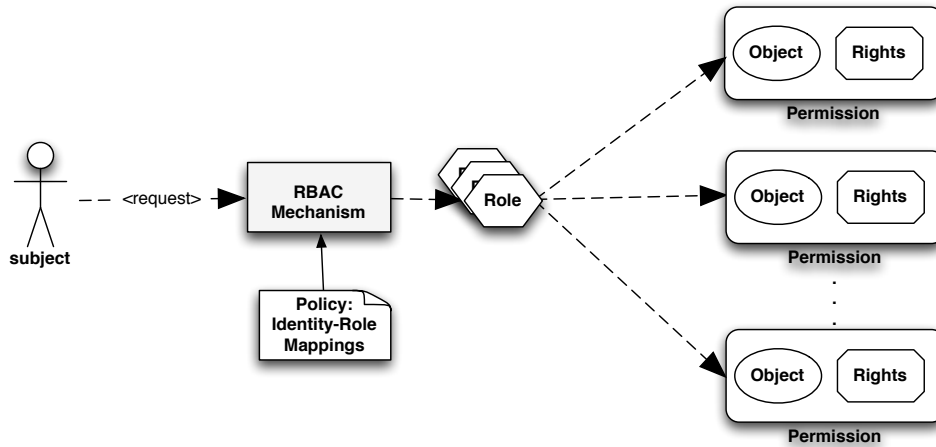 subject
<request>
RBAC
Mechanism
Policy:
Identity-Role
Mappings
Role
Object
Rights
Permission
Object
Rights
Permission
Object
Rights
Permission